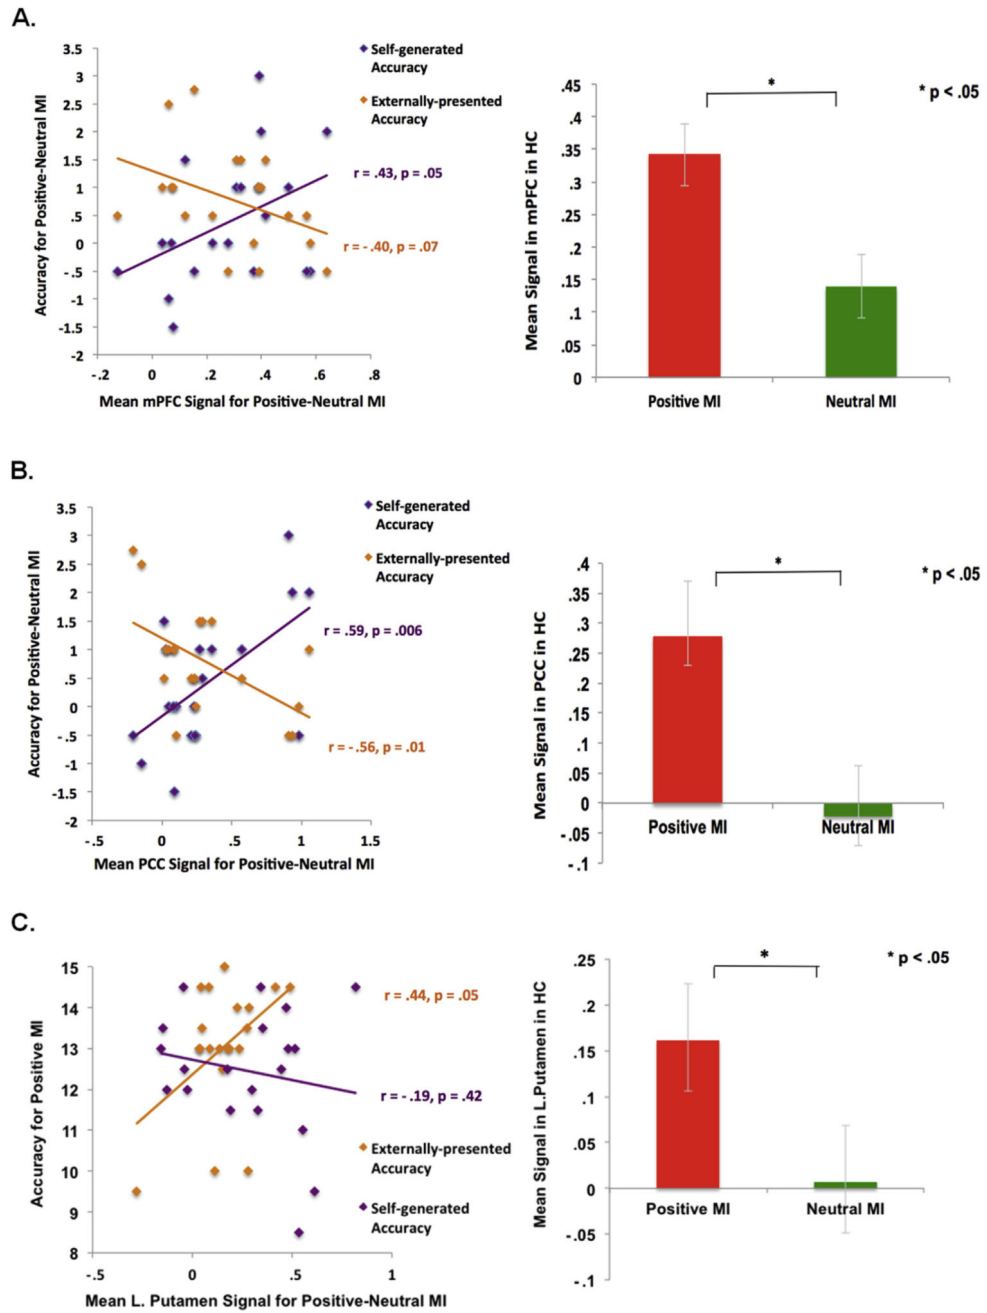 A.
3.5
3
2.5
2
1.5
1
.5
0
-.5
-1
-1.5
-2
-.2
0
.2
.4
.6
.8
Accuracy for Positive-Neutral MI
Mean mPFC Signal for Positive-Neutral MI
Self-generated
Accuracy
Externally-presented
Accuracy
r = .43, p = .05
r = - .40, p = .07
.45
.4
.35
.3
.25
.2
.15
.1
.05
0
Mean Signal in mPFC in HC
*
* p < .05
Positive MI
Neutral MI
B.
3.5
3
2.5
2
1.5
1
.5
0
- .5
-1
-1.5
-2
- .5
0
.5
1
1.5
Accuracy for Positive-Neutral MI
Mean PCC Signal for Positive-Neutral MI
Self-generated
Accuracy
Externally-presented
Accuracy
r = .59, p = .006
r = - .56, p = .01
.4
.35
.3
.25
.2
.15
.1
.05
0
- .05
- .1
Mean Signal in PCC in HC
*
* p < .05
Positive MI
Neutral MI
C.
15
14
13
12
11
10
9
8
- .5
0
.5
1
Accuracy for Positive MI
Mean L. Putamen Signal for Positive-Neutral MI
r = .44, p = .05
r = - .19, p = .42
Externally-presented
Accuracy
Self-generated
Accuracy
.25
.2
.15
.1
.05
0
- .05
- .1
Mean Signal in L.Putamen in HC
*
* p < .05
Positive MI
Neutral MI